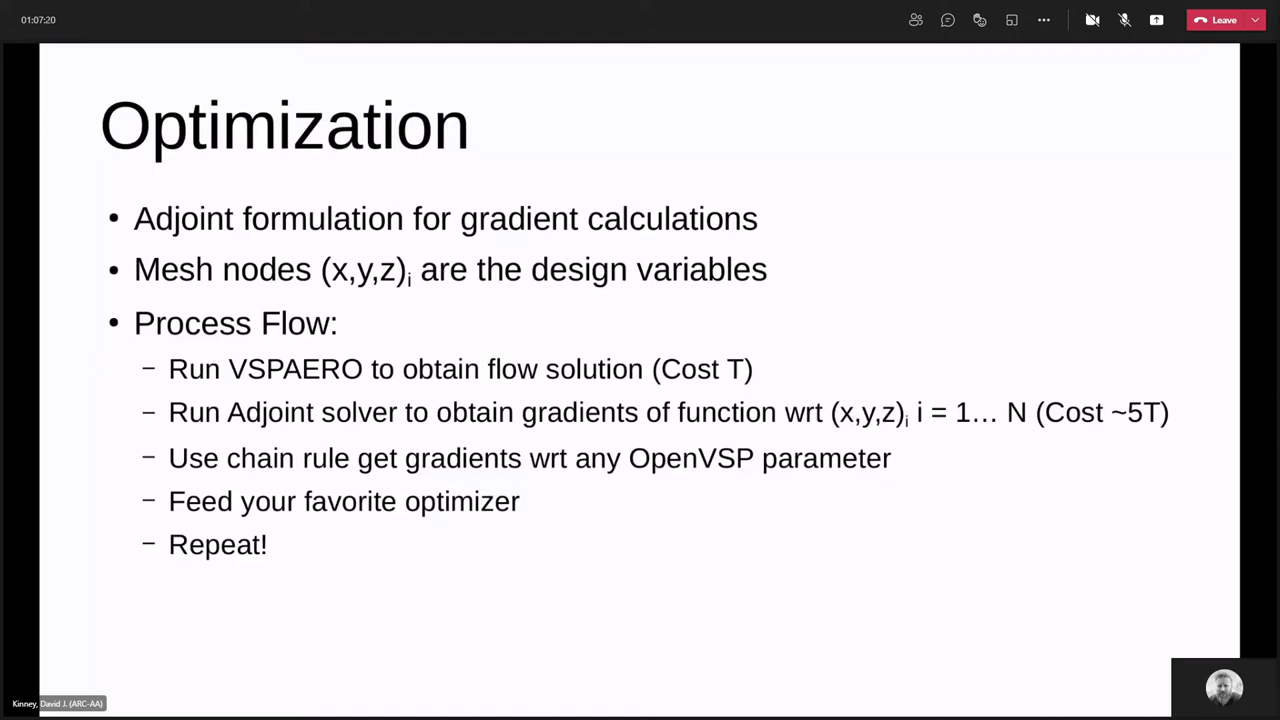 01:07:20
Leave
Optimization
• Adjoint formulation for gradient calculations
• Mesh nodes (x,y,z)i are the design variables
• Process Flow:
– Run VSPAERO to obtain flow solution (Cost T)
– Run Adjoint solver to obtain gradients of function wrt (x,y,z)i i = 1… N (Cost ~5T)
– Use chain rule get gradients wrt any OpenVSP parameter
– Feed your favorite optimizer
– Repeat!
Kinney, David J. (ARC-AA)